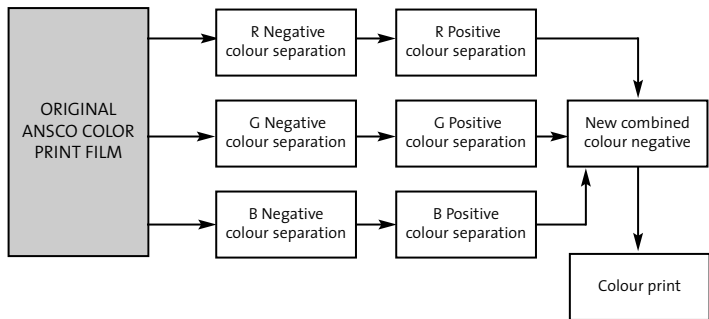 ORIGINAL
ANSCO COLOR
PRINT FILM
R Negative
colour separation
R Positive
colour separation
G Negative
colour separation
G Positive
colour separation
New combined
colour negative
B Negative
colour separation
B Positive
colour separation
Colour print